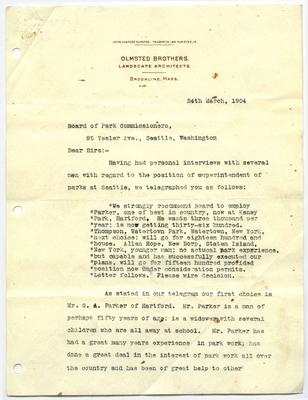 JOHN CHARLES OLMSTED · FREDERICK LAW OLMSTED, JR.
OLMSTED BROTHERS,
LANDSCAPE ARCHITECTS.
BROOKLINE, MASS.
24th March, 1904
Board of Park Commissioners,
95 Yesler Ave., Seattle, Washington
Dear Sirs:-
Having had personal interviews with several
men with regard to the position of superintendent of
parks at Seattle, we telegraphed you as follows:
"We strongly recommend Board to employ
"Parker, one of best in country, now at Keney
"Park, Hartford. He wants three thousand per
"year; is now getting thirty-six hundred.
"Thompson, Watertown Park, Watertown, New York,
"next choice; will go for eighteen hundred and
"house. Allan Hope, New Dorp, Staten Island,
"New York, younger man; no actual park experience,
"but capable and has successfully executed our
"plans, will go for fifteen hundred provided
"position now under consideration permits.
"Letter follows. Please wire decision.
As stated in our telegram our first choice is
Mr. G. A. Parker of Hartford. Mr. Parker is a man of
perhaps fifty years of age; is a widower with several
children who are all away at school. Mr. Parker has
had a great many years experience in park work; has
done a great deal in the interest of park work all over
the country and has been of great help to other